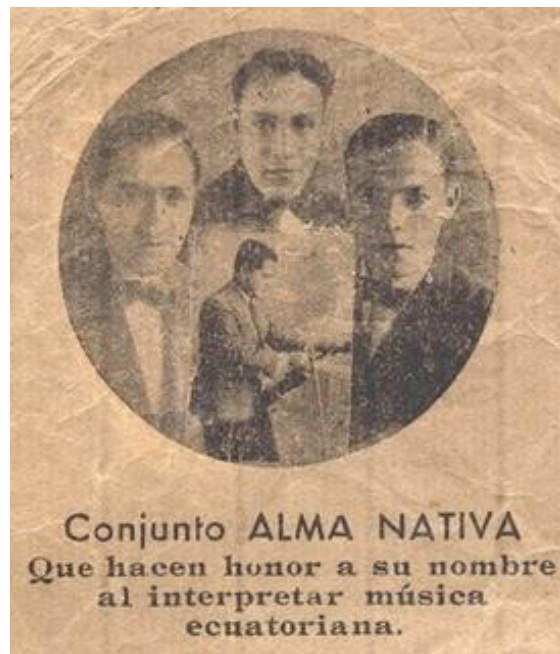 Conjunto ALMA NATIVA
Que hacen honor a su nombre
al interpretar música
ecuatoriana.